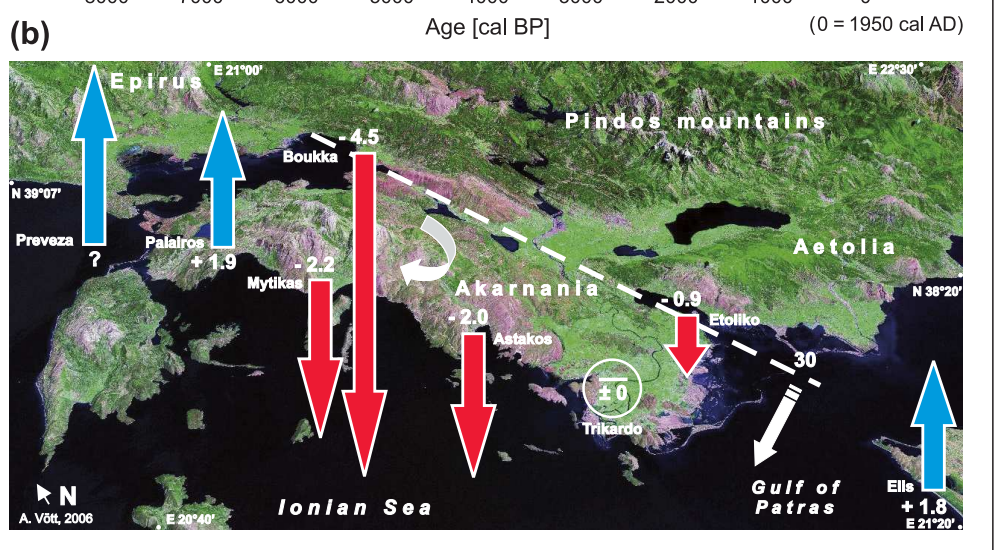 Age [cal BP]
(0 = 1950 cal AD)
(b)
Epirus
E 21°00′
E 22°30′
Pindos mountains
- 4.5
Boukka
N 39°07′
Preveza
?
Palairos
+ 1.9
Aetolia
- 2.2
Mytikas
Akarnania
N 38°20′
- 0.9
Etoliko
- 2.0
Astakos
30
± 0
Trikardo
Gulf of
Patras
Elis
+ 1.8
N
A. Vött, 2006
Ionian Sea
E 20°40′
E 21°20′